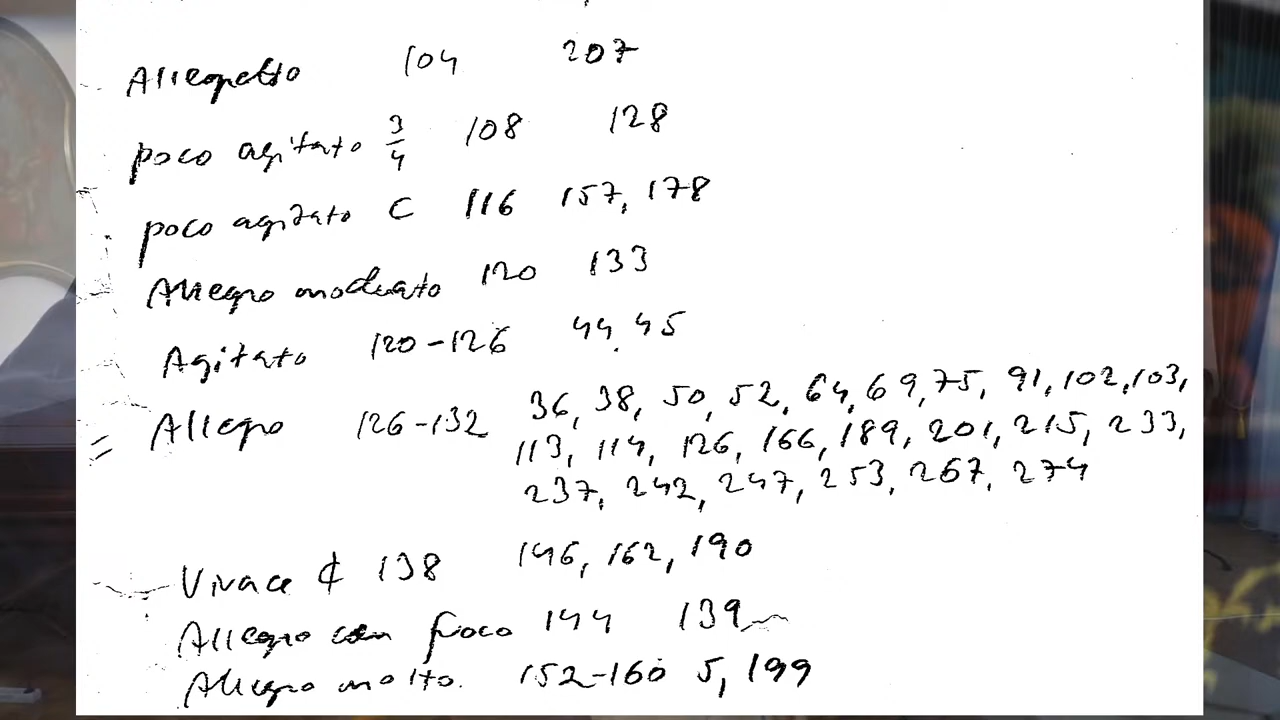 Allegretto 104 207
poco agitato 3/4 108 128
poco agitato C 116 157, 178
Allegro moderato 120 133
Agitato 120-126 44, 45
Allegro 126-132 36, 38, 50, 52, 64, 69, 75, 91, 102, 103,
113, 114, 126, 166, 189, 201, 215, 233,
237, 242, 247, 253, 267, 274
Vivace ¢ 138 146, 162, 190
Allegro con fuoco 144 139
Allegro molto. 152-160 5, 199